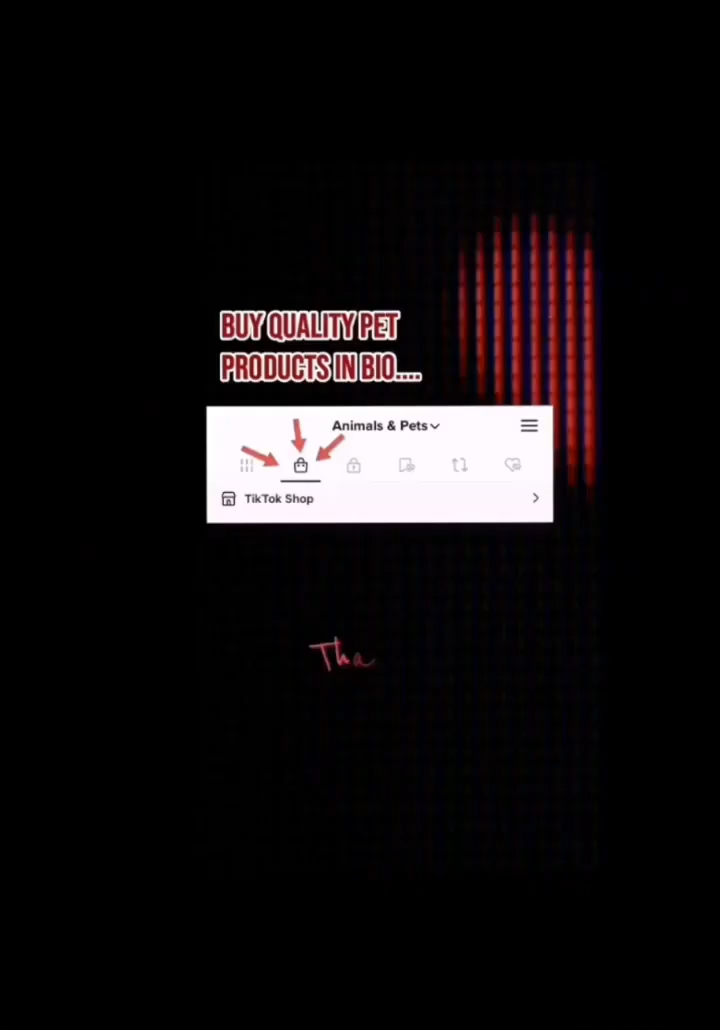 BUY QUALITY PET
PRODUCTS IN BIO....
Animals & Pets
TikTok Shop
Tha